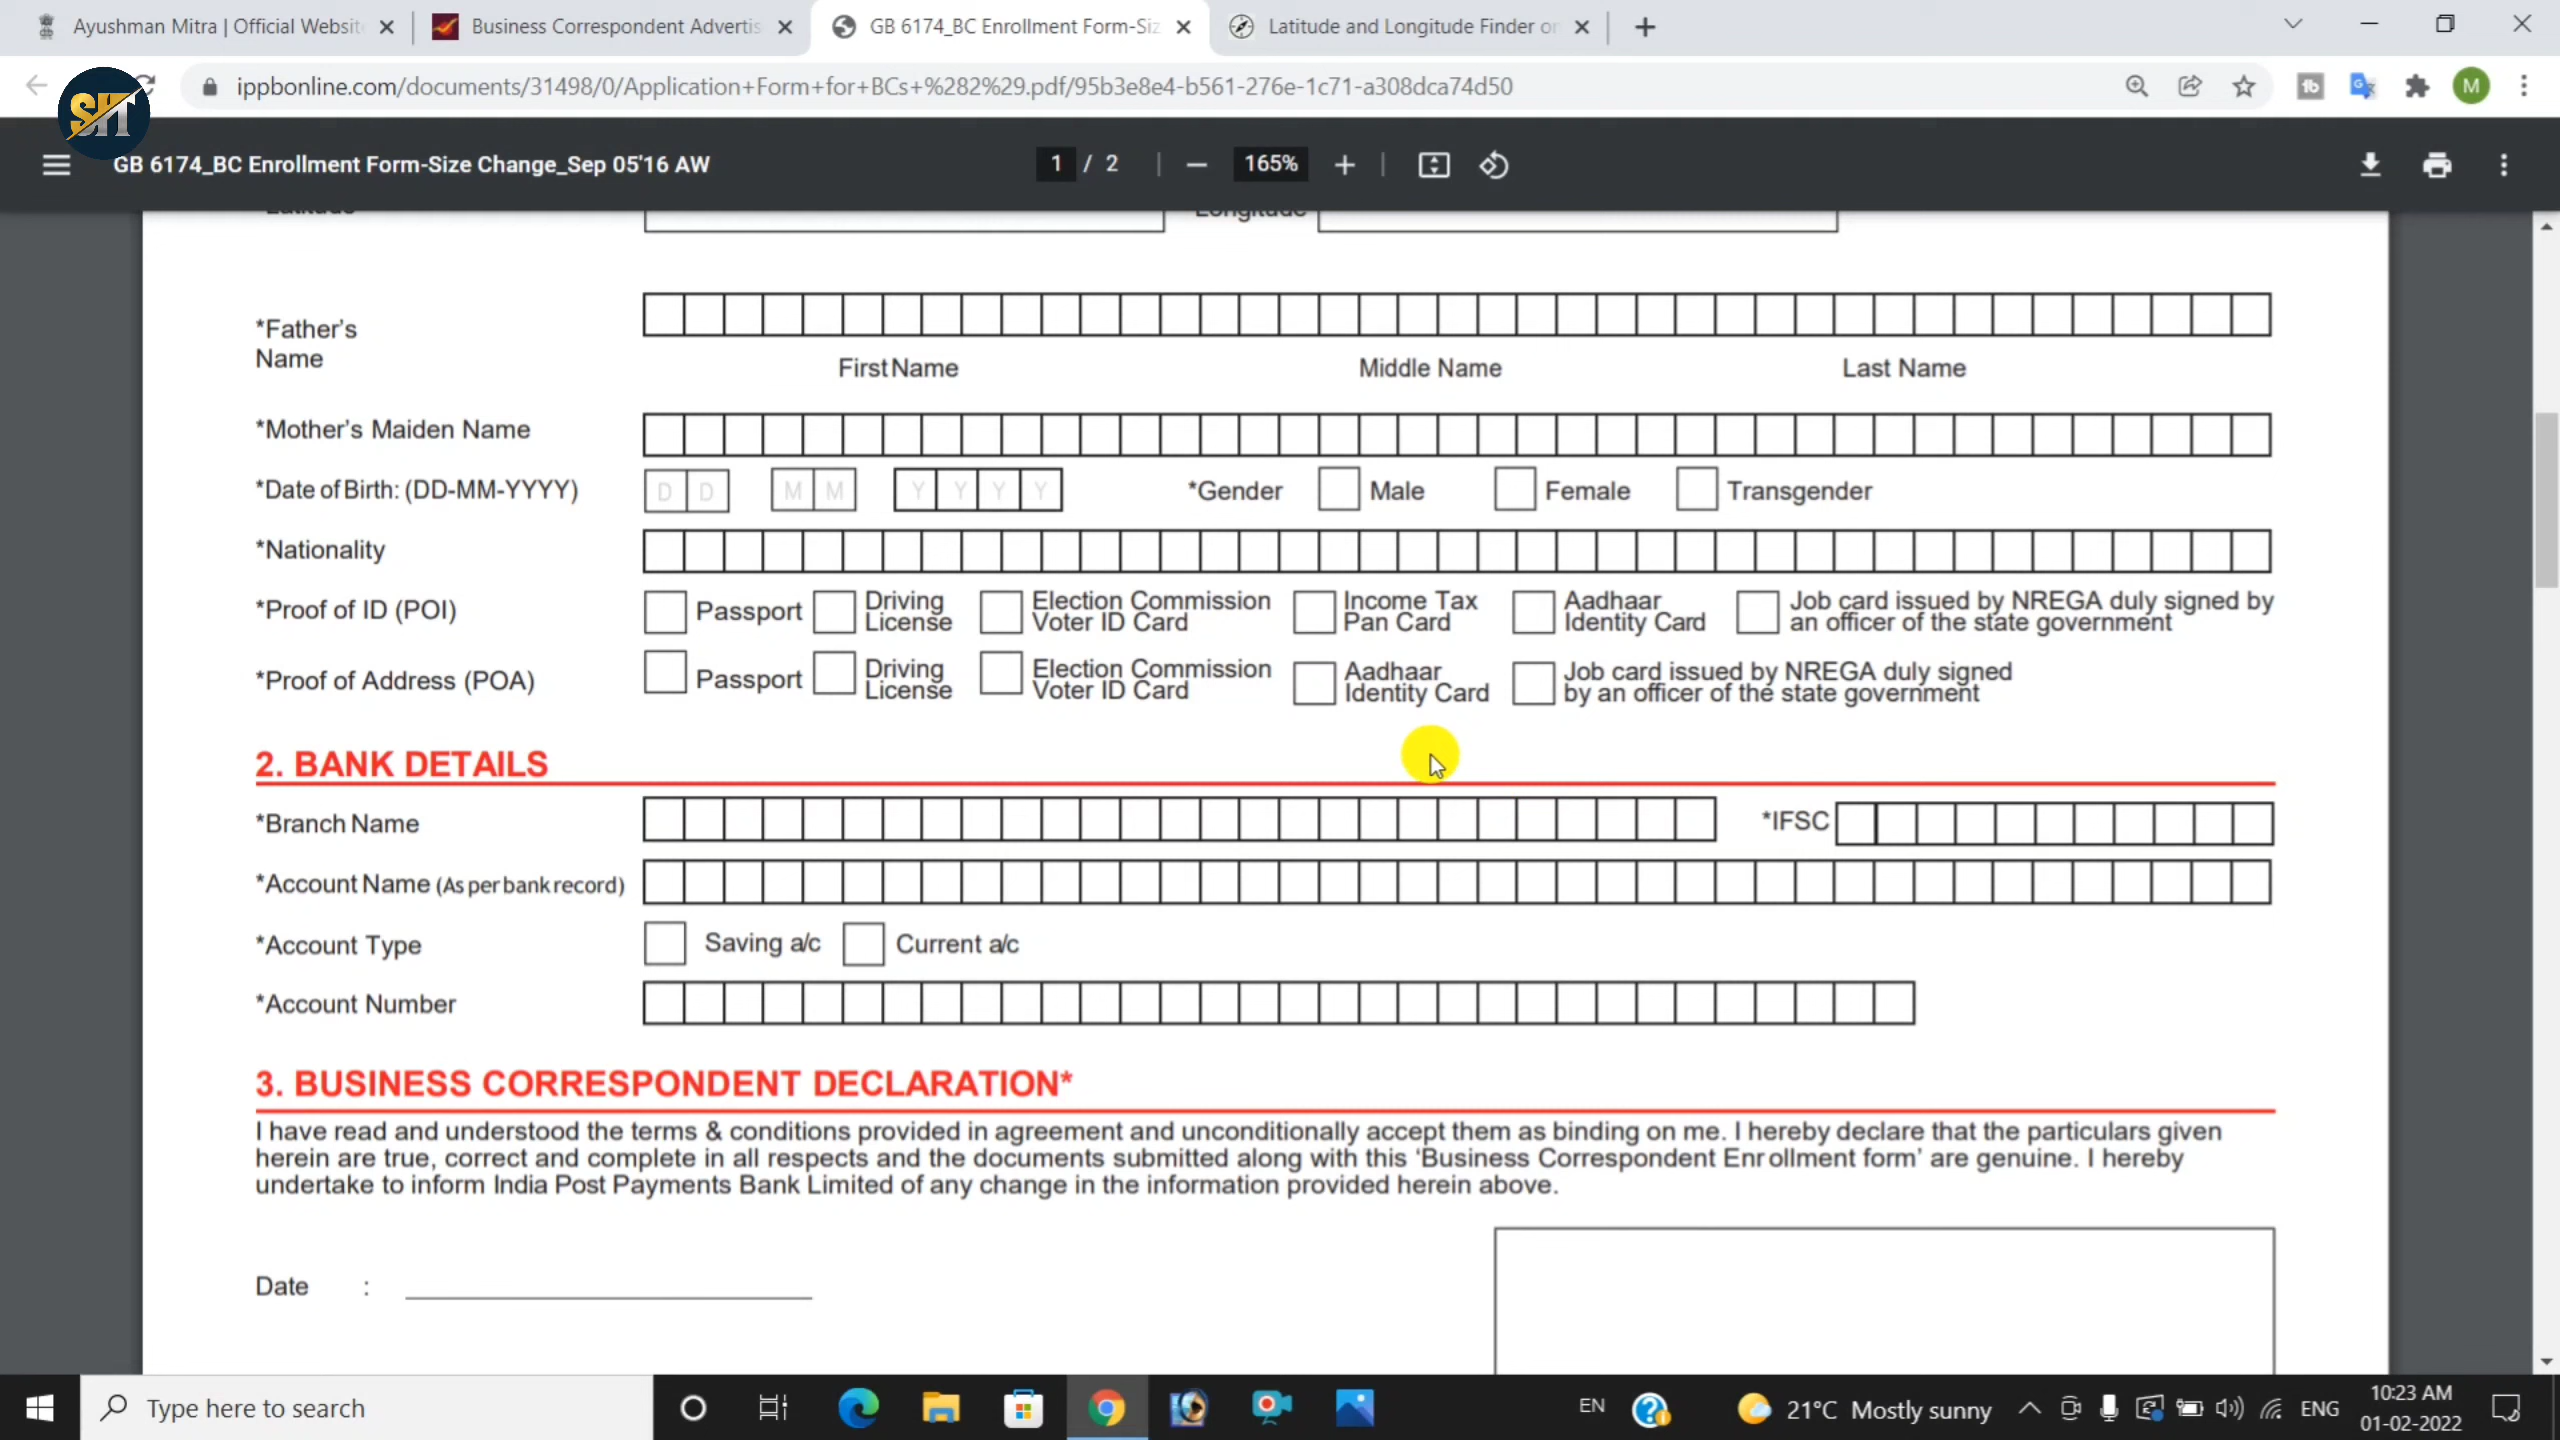 Ayushman Mitra | Official Website
Business Correspondent Advertis
GB 6174_BC Enrollment Form-Siz
Latitude and Longitude Finder on
ippbonline.com/documents/31498/0/Application+Form+for+BCs+%282%29.pdf/95b3e8e4-b561-276e-1c71-a308dca74d50
M
SHT
GB 6174_BC Enrollment Form-Size Change_Sep 05'16 AW
1 / 2
165%
Latitude
Longitude
*Father's
Name
First Name Middle Name Last Name
*Mother's Maiden Name
*Date of Birth: (DD-MM-YYYY) D D M M Y Y Y Y *Gender Male Female Transgender
*Nationality
*Proof of ID (POI) Passport Driving License Election Commission Voter ID Card Income Tax Pan Card Aadhaar Identity Card Job card issued by NREGA duly signed by an officer of the state government
*Proof of Address (POA) Passport Driving License Election Commission Voter ID Card Aadhaar Identity Card Job card issued by NREGA duly signed by an officer of the state government
2. BANK DETAILS
*Branch Name *IFSC
*Account Name (As per bank record)
*Account Type Saving a/c Current a/c
*Account Number
3. BUSINESS CORRESPONDENT DECLARATION*
I have read and understood the terms & conditions provided in agreement and unconditionally accept them as binding on me. I hereby declare that the particulars given
herein are true, correct and complete in all respects and the documents submitted along with this ‘Business Correspondent Enrollment form’ are genuine. I hereby
undertake to inform India Post Payments Bank Limited of any change in the information provided herein above.
Date :
Type here to search
EN
21°C Mostly sunny
ENG
10:23 AM
01-02-2022